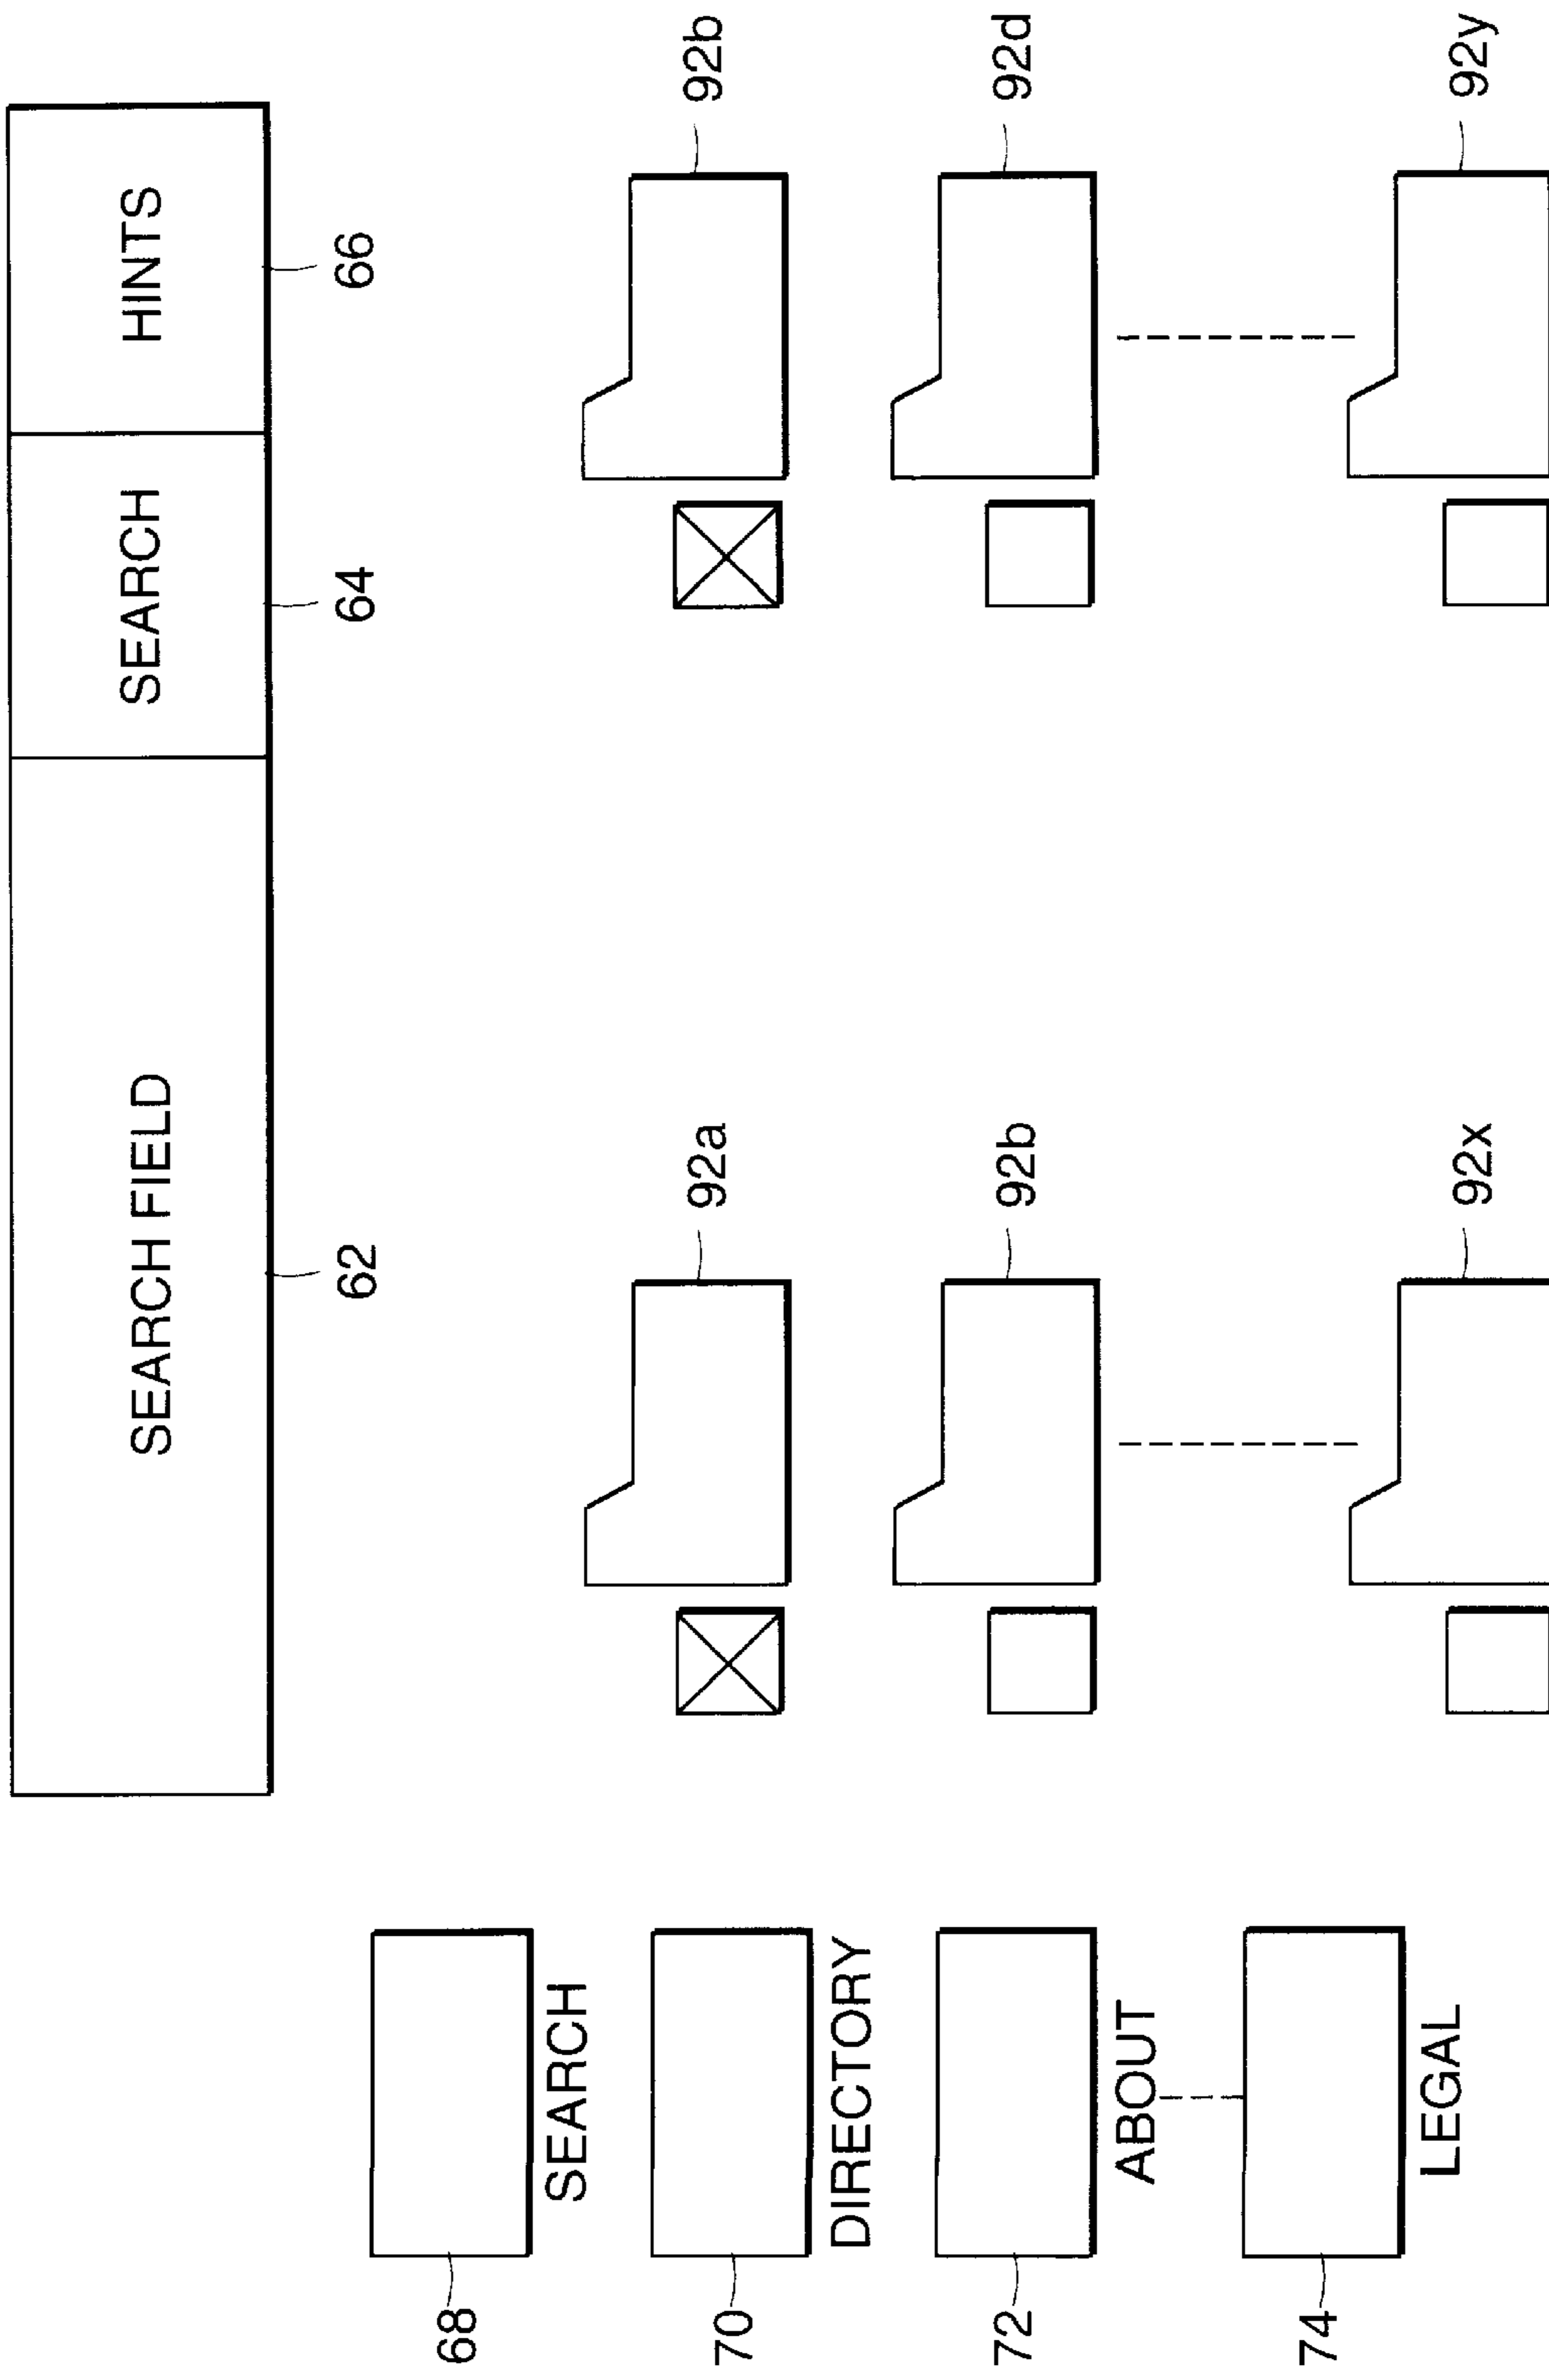 SEARCH FIELD
SEARCH
HINTS
62
64
66
68
SEARCH
70
DIRECTORY
72
ABOUT
74
LEGAL
92a
92b
92b
92d
92x
92y